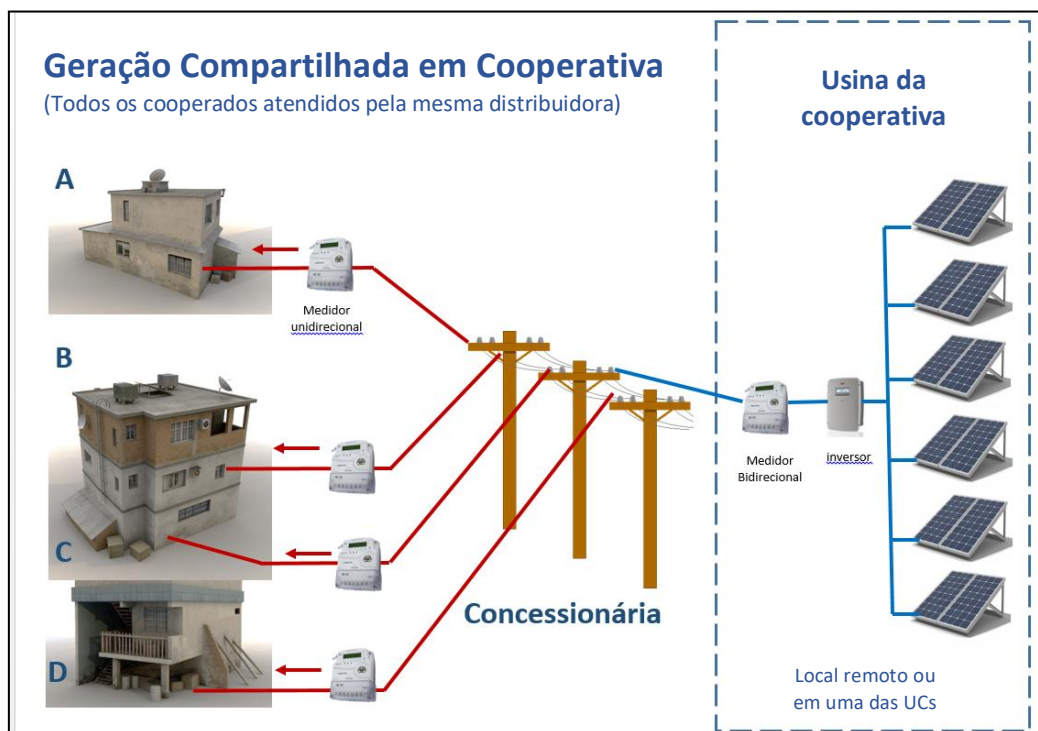 Geração Compartilhada em Cooperativa
(Todos os cooperados atendidos pela mesma distribuidora)
Usina da
cooperativa
A
Medidor
unidirecional
B
C
D
Concessionária
Medidor
Bidirecional
inversor
Local remoto ou
em uma das UCs